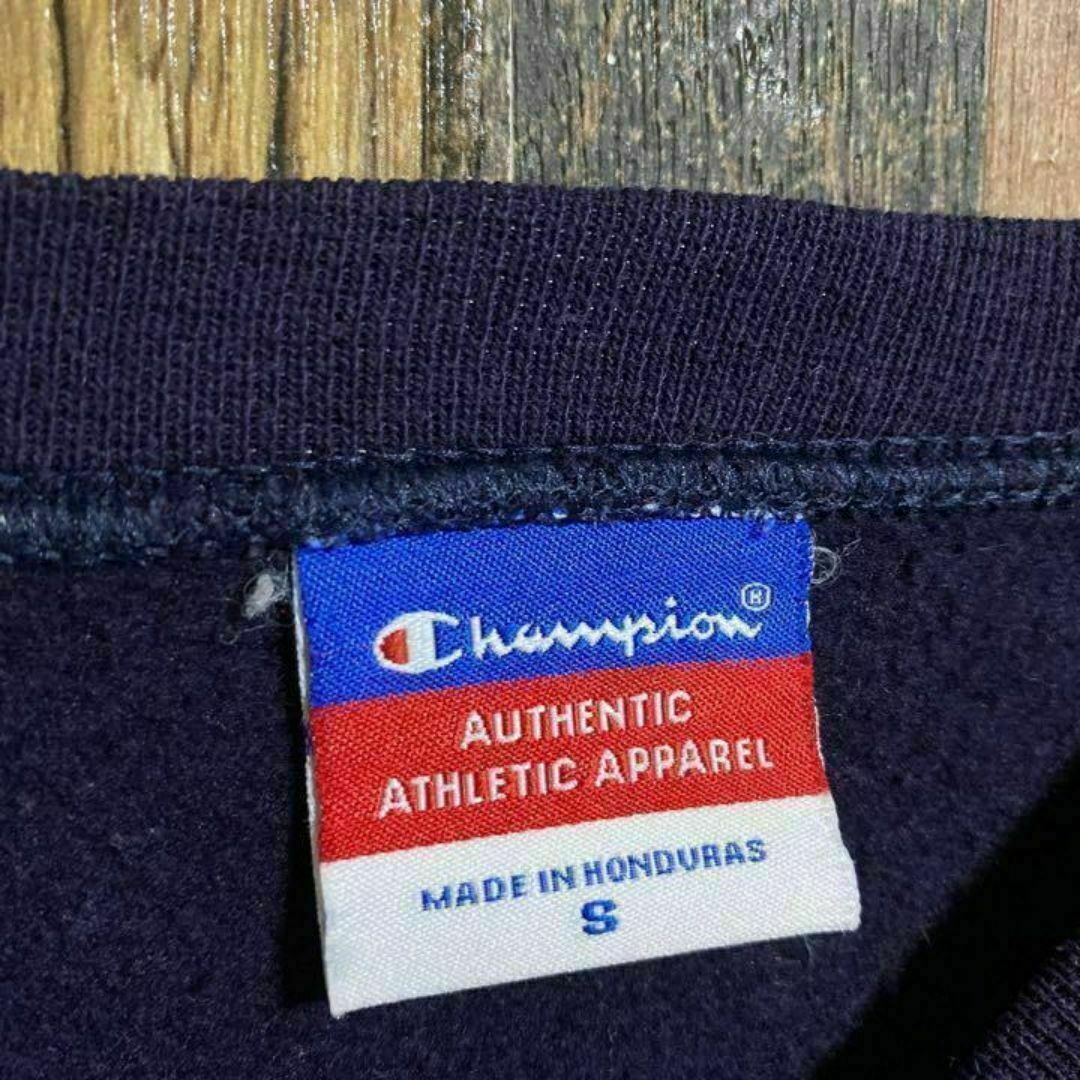 Champion®
AUTHENTIC
ATHLETIC APPAREL
MADE IN HONDURAS
S